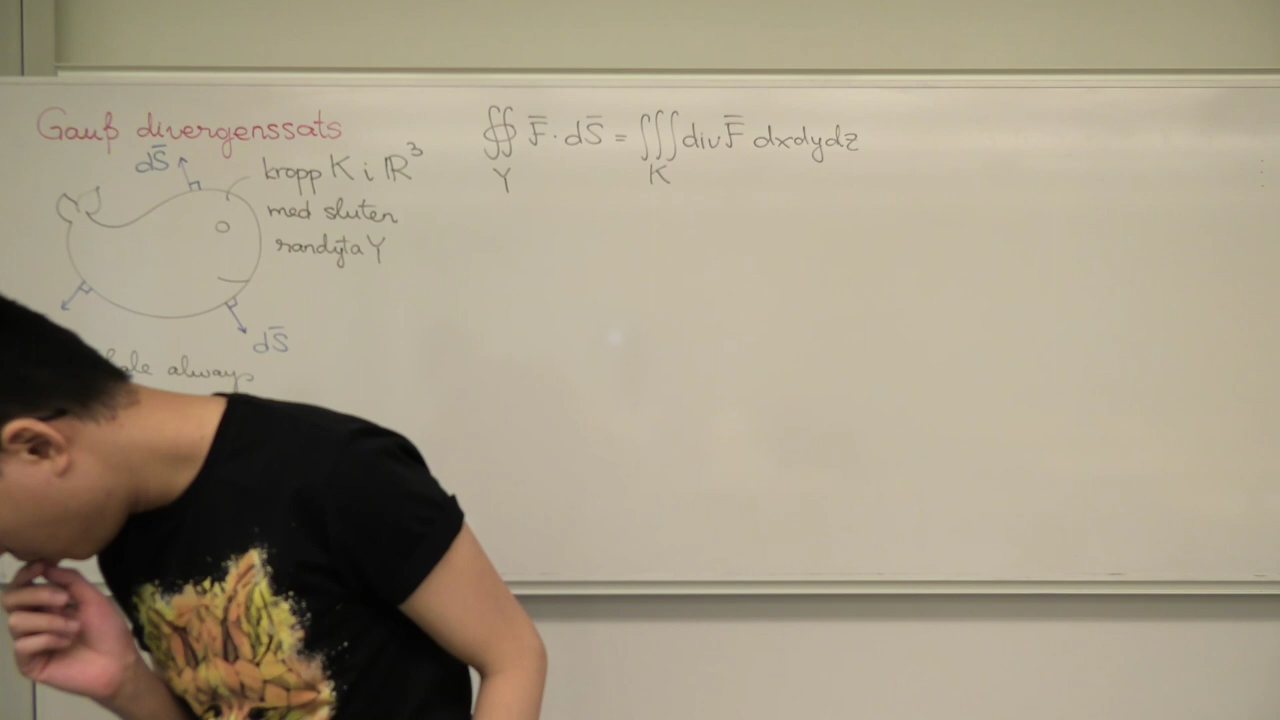 Gauß divergenssats
dS̅
kropp K i ℝ³
med sluten
randyta Y
dS̅
always
∯ F̅ · dS̅ = ∭ div F̅ dxdydz
Y K